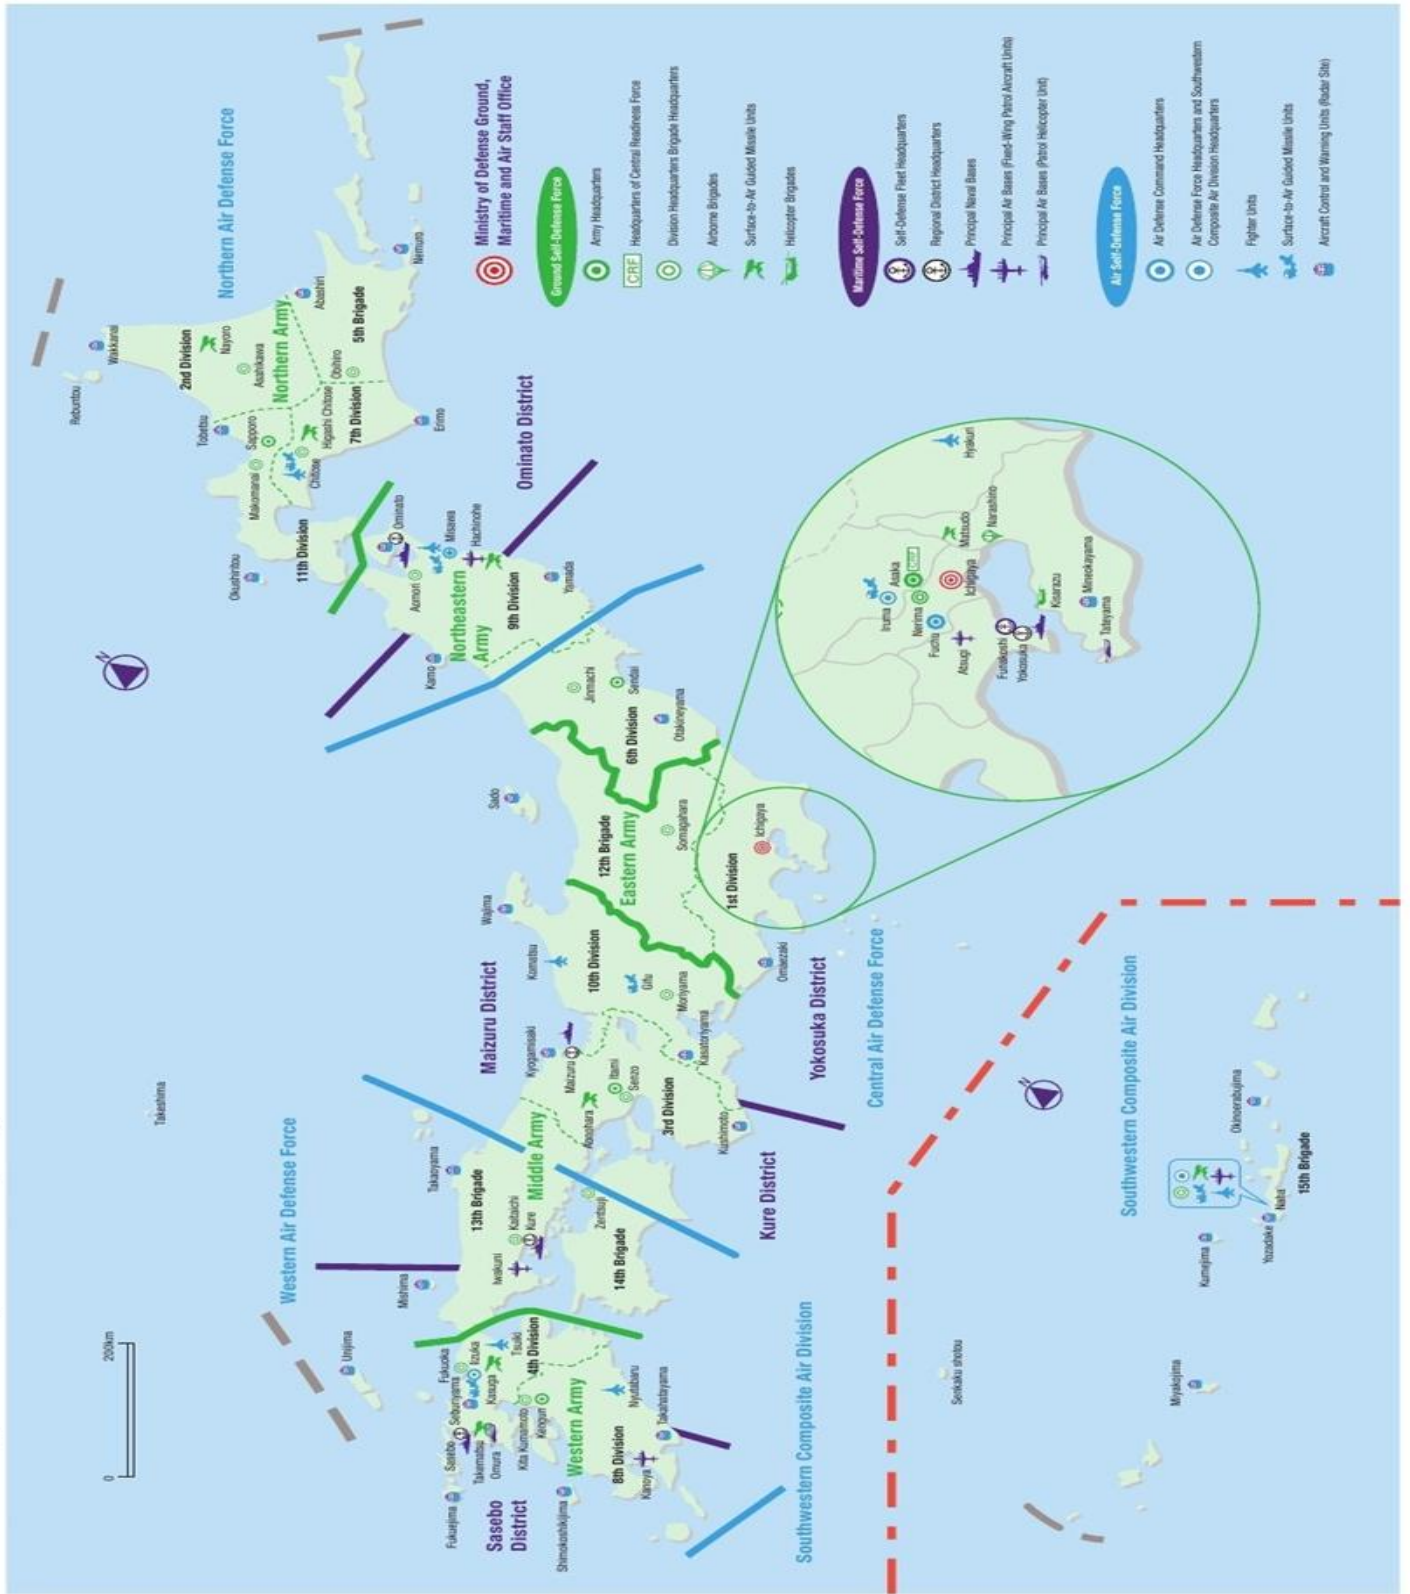 Northern Air Defense Force
Rebuntou
Wakkanai
2nd Division
Nayoro
Asahikawa
Northern Army
Abashiri
Nemuro
5th Brigade
Obihiro
Tobetsu
Sapporo
Makomanai
Higashi Chitose
7th Division
Chitose
Erimo
Okushiritou
11th Division
Ominato District
Ominato
Misawa
Hachinohe
Aomori
Northeastern
Army
9th Division
Yamada
Kamo
N
Jinmachi
Sendai
6th Division
Otakineyama
Sado
12th Brigade
Eastern Army
Somagahara
1st Division
Ichigaya
Wajima
Komatsu
10th Division
Gifu
Moriyama
Omaezaki
Maizuru District
Kyogamisaki
Maizuru
Kasatoriyama
Yokosuka District
Central Air Defense Force
Itami
Senzo
Aonohara
3rd Division
Kushimoto
Takeshima
Western Air Defense Force
Takaoyama
13th Brigade
Middle Army
Kaitaichi
Kure
Iwakuni
Zentsuji
14th Brigade
Kure District
Mishima
0
200km
Unijima
Fukuoka
Iizuka
Tsuiki
4th Division
Seburiyama
Kasuga
Sasebo
Takematsu
Omura
Kita Kumamoto
Kengun
Western Army
Nyutabaru
8th Division
Takahatayama
Kanoya
Fukuejima
Sasebo
District
Shimokoshikijima
Southwestern Composite Air Division
Hyakuri
Matsudo
Narashino
Asaka
CRF
Iruma
Ichigaya
Nerima
Fuchu
Atsugi
Funakoshi
Yokosuka
Kisarazu
Mineokayama
Tateyama
Southwestern Composite Air Division
N
Okinoerabujima
15th Brigade
Naha
Yozadake
Kumejima
Senkaku shotou
Miyakojima
Ministry of Defense Ground,
Maritime and Air Staff Office
Ground Self-Defense Force
Army Headquarters
CRF
Headquarters of Central Readiness Force
Division Headquarters Brigade Headquarters
Airborne Brigades
Surface-to-Air Guided Missile Units
Helicopter Brigades
Maritime Self-Defense Force
Self-Defense Fleet Headquarters
Regional District Headquarters
Principal Naval Bases
Principal Air Bases (Fixed-Wing Patrol Aircraft Units)
Principal Air Bases (Patrol Helicopter Unit)
Air Self-Defense Force
Air Defense Command Headquarters
Air Defense Force Headquarters and Southwestern
Composite Air Division Headquarters
Fighter Units
Surface-to-Air Guided Missile Units
Aircraft Control and Warning Units (Radar Site)